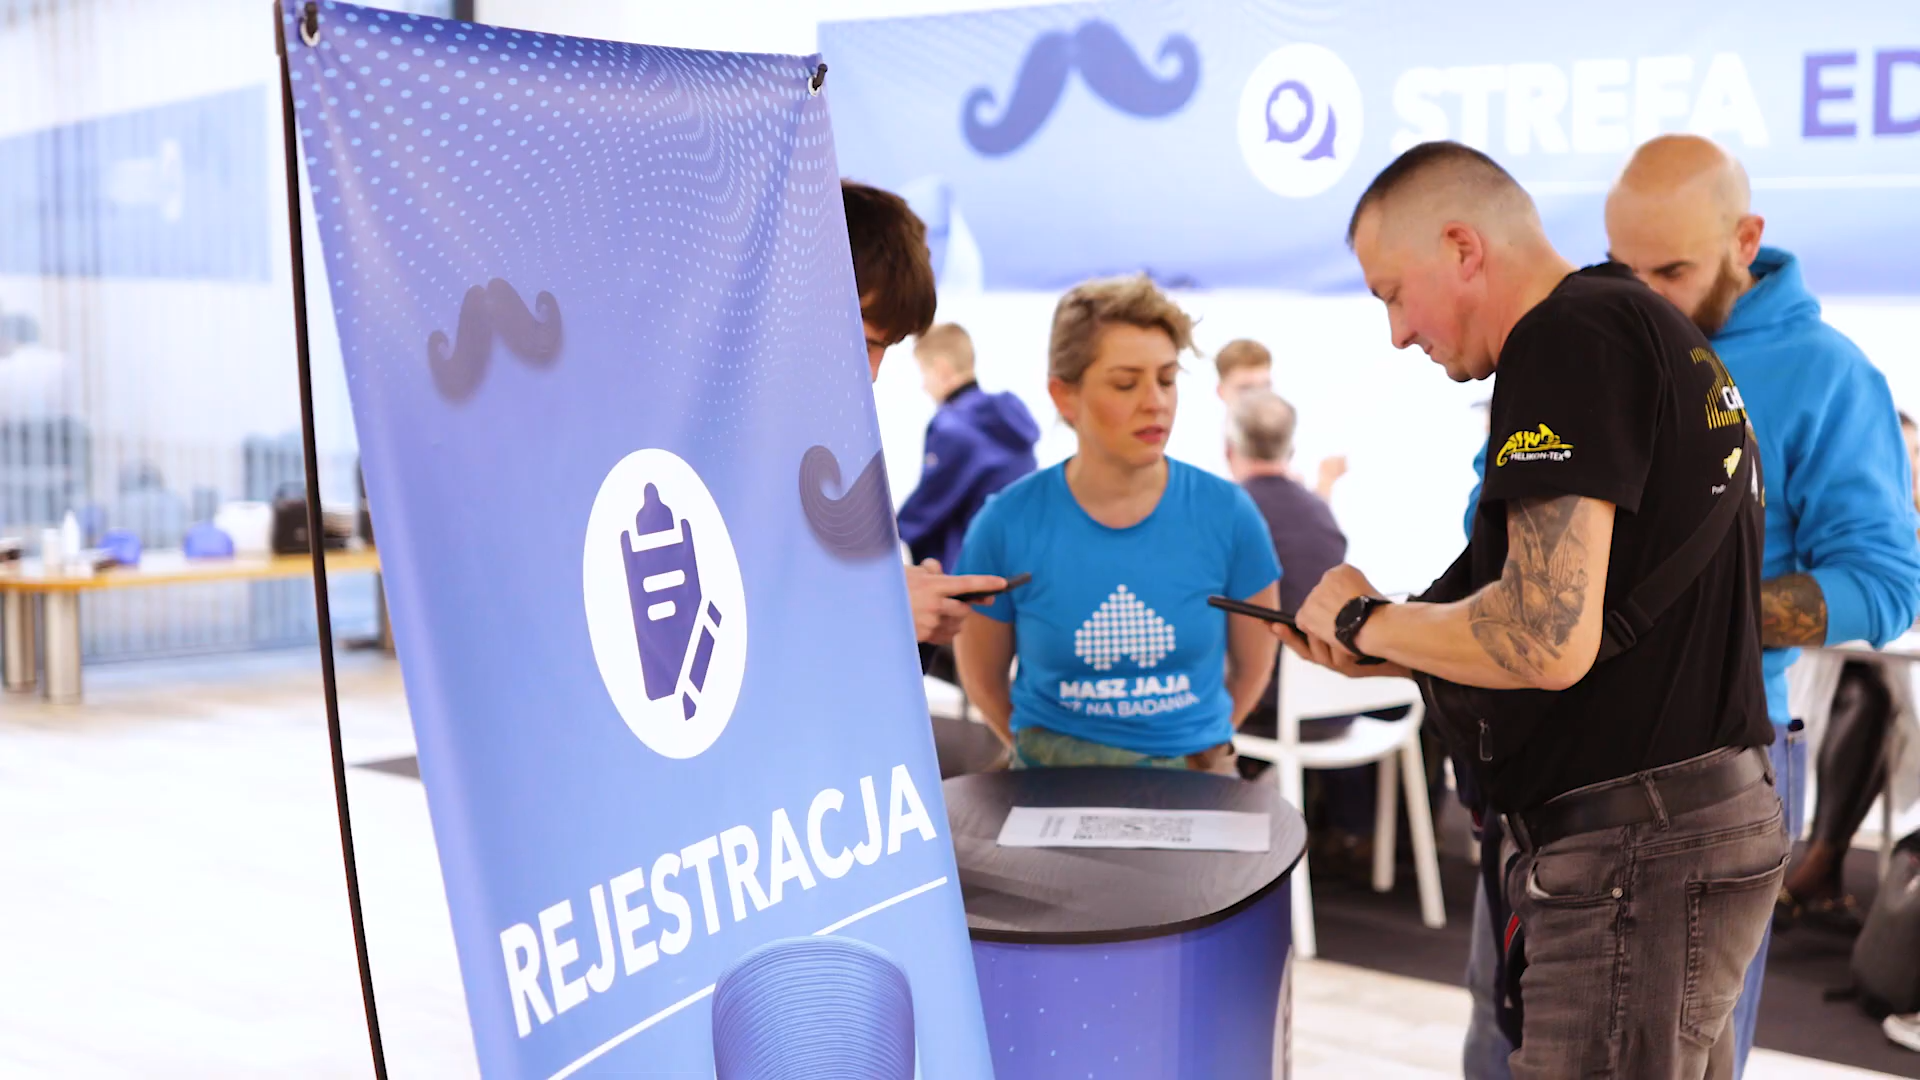 STREFA ED
HELIKON-TEX®
MASZ JAJA
NA BADANIA
REJESTRACJA